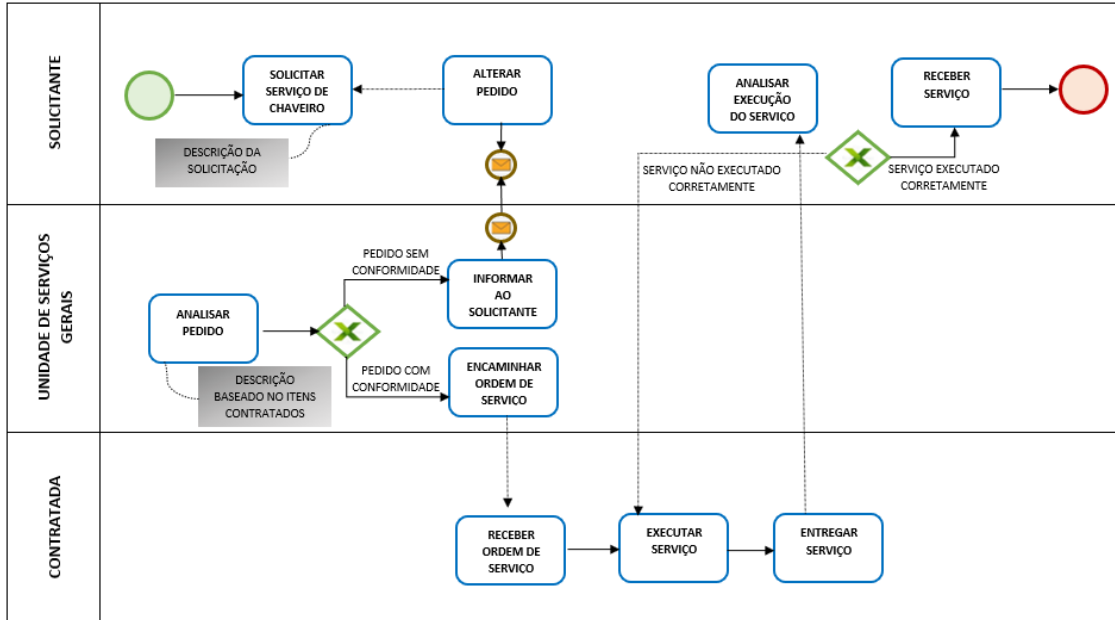 SOLICITANTE
SOLICITAR
SERVIÇO DE
CHAVEIRO
ALTERAR
PEDIDO
ANALISAR
EXECUÇÃO
DO SERVIÇO
RECEBER
SERVIÇO
DESCRIÇÃO DA
SOLICITAÇÃO
SERVIÇO NÃO EXECUTADO
CORRETAMENTE
SERVIÇO EXECUTADO
CORRETAMENTE
UNIDADE DE SERVIÇOS
GERAIS
PEDIDO SEM
CONFORMIDADE
INFORMAR
AO
SOLICITANTE
ANALISAR
PEDIDO
PEDIDO COM
CONFORMIDADE
ENCAMINHAR
ORDEM DE
SERVIÇO
DESCRIÇÃO
BASEADO NO ITENS
CONTRATADOS
CONTRATADA
RECEBER
ORDEM DE
SERVIÇO
EXECUTAR
SERVIÇO
ENTREGAR
SERVIÇO